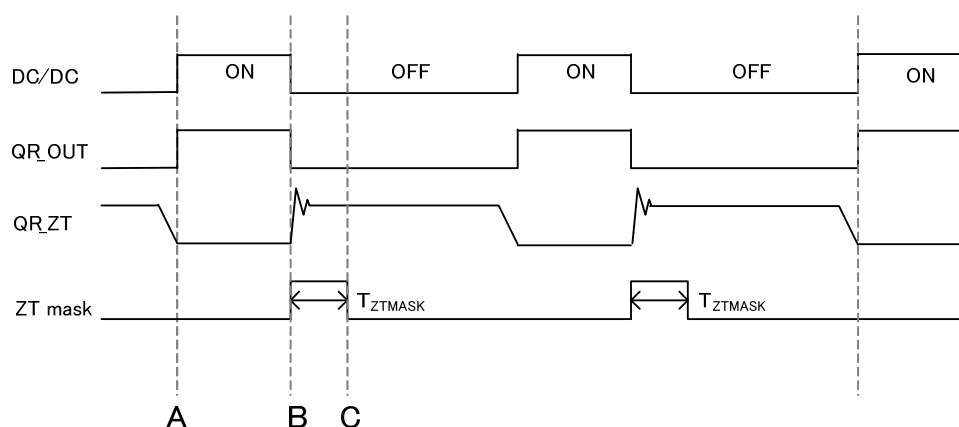 DC/DC ON OFF ON OFF ON
QR_OUT
QR_ZT
ZT mask TZTMASK TZTMASK
A B C